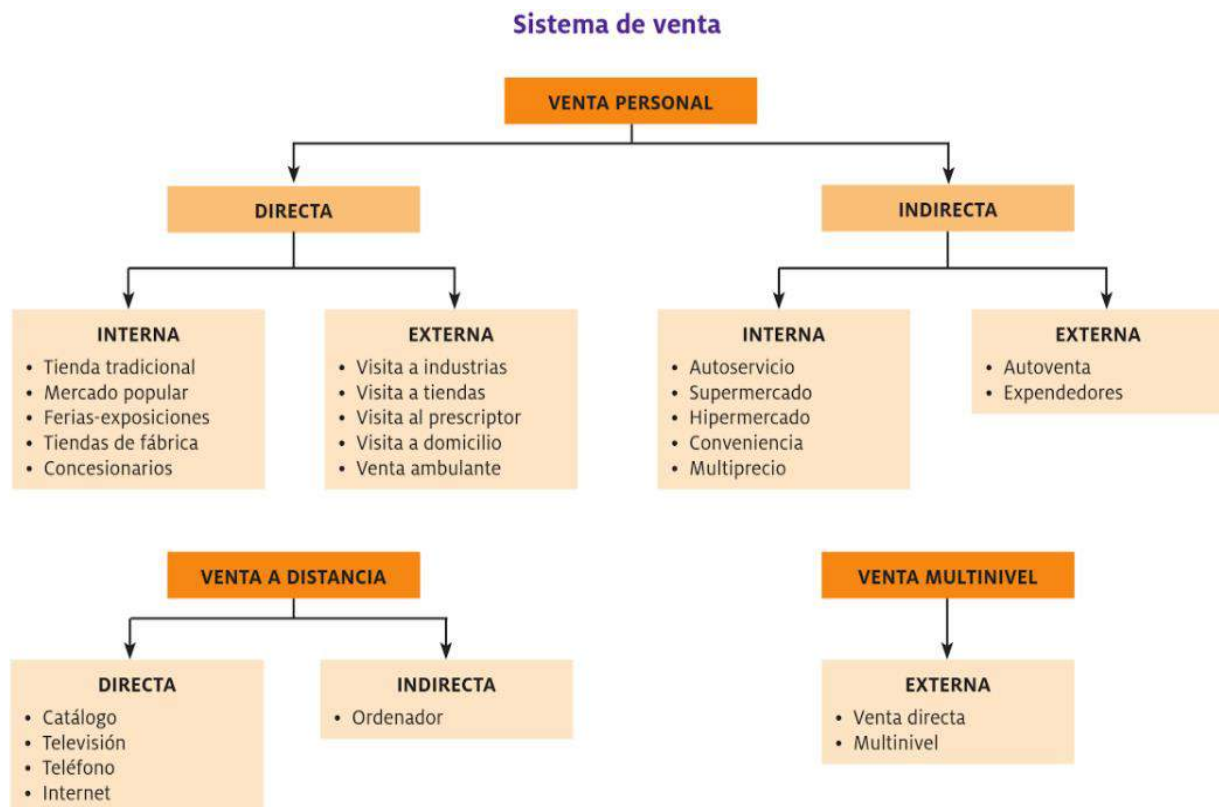 Sistema de venta
VENTA PERSONAL
DIRECTA
INDIRECTA
INTERNA
• Tienda tradicional
• Mercado popular
• Ferias-exposiciones
• Tiendas de fábrica
• Concesionarios
EXTERNA
• Visita a industrias
• Visita a tiendas
• Visita al prescriptor
• Visita a domicilio
• Venta ambulante
INTERNA
• Autoservicio
• Supermercado
• Hipermercado
• Conveniencia
• Multiprecio
EXTERNA
• Autoventa
• Expendedores
VENTA A DISTANCIA
DIRECTA
• Catálogo
• Televisión
• Teléfono
• Internet
INDIRECTA
• Ordenador
VENTA MULTINIVEL
EXTERNA
• Venta directa
• Multinivel